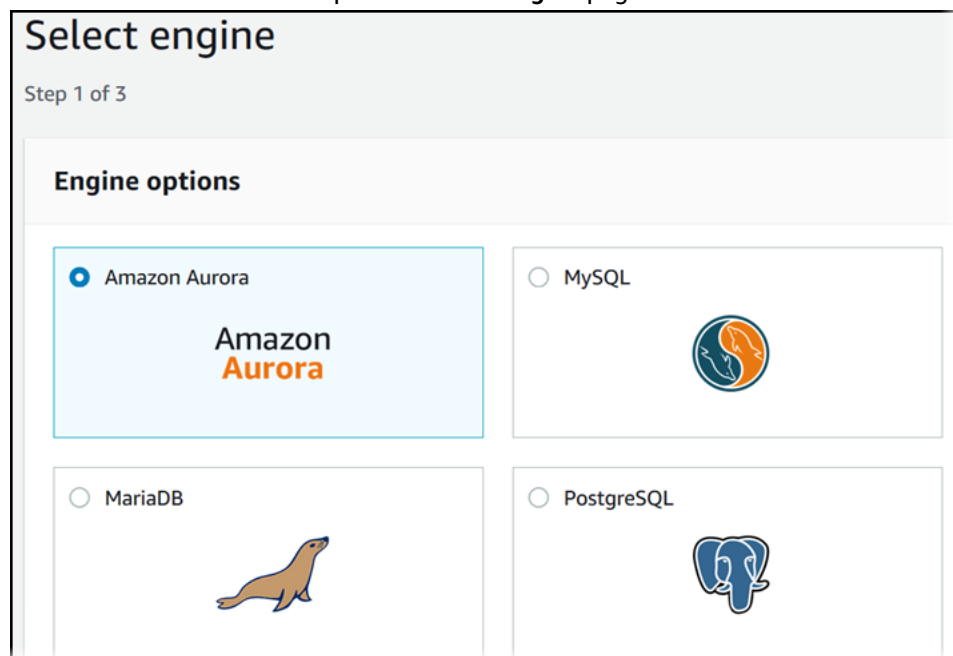 Select engine
Step 1 of 3
Engine options
Amazon Aurora
MySQL
Amazon
Aurora
MariaDB
PostgreSQL